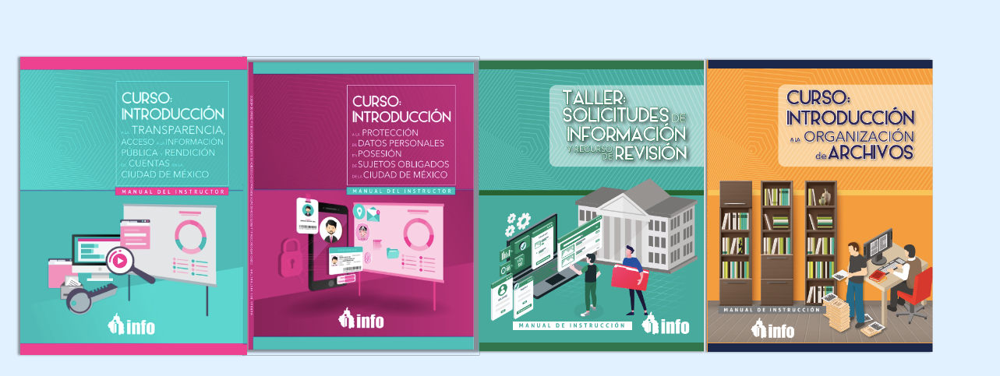 CURSO:
INTRODUCCIÓN
A LA TRANSPARENCIA,
ACCESO A LA INFORMACIÓN
PÚBLICA Y RENDICIÓN
DE CUENTAS EN LA
CIUDAD DE MÉXICO
MANUAL DEL INSTRUCTOR
info
CURSO:
INTRODUCCIÓN
A LA PROTECCIÓN
DE DATOS PERSONALES
EN POSESIÓN
DE SUJETOS OBLIGADOS
DE LA CIUDAD DE MÉXICO
MANUAL DEL INSTRUCTOR
info
TALLER:
SOLICITUDES DE
INFORMACIÓN
Y RECURSO
DE REVISIÓN
MANUAL DE INSTRUCCIÓN
info
CURSO:
INTRODUCCIÓN
A LA ORGANIZACIÓN
de ARCHIVOS
MANUAL DE INSTRUCCIÓN
info